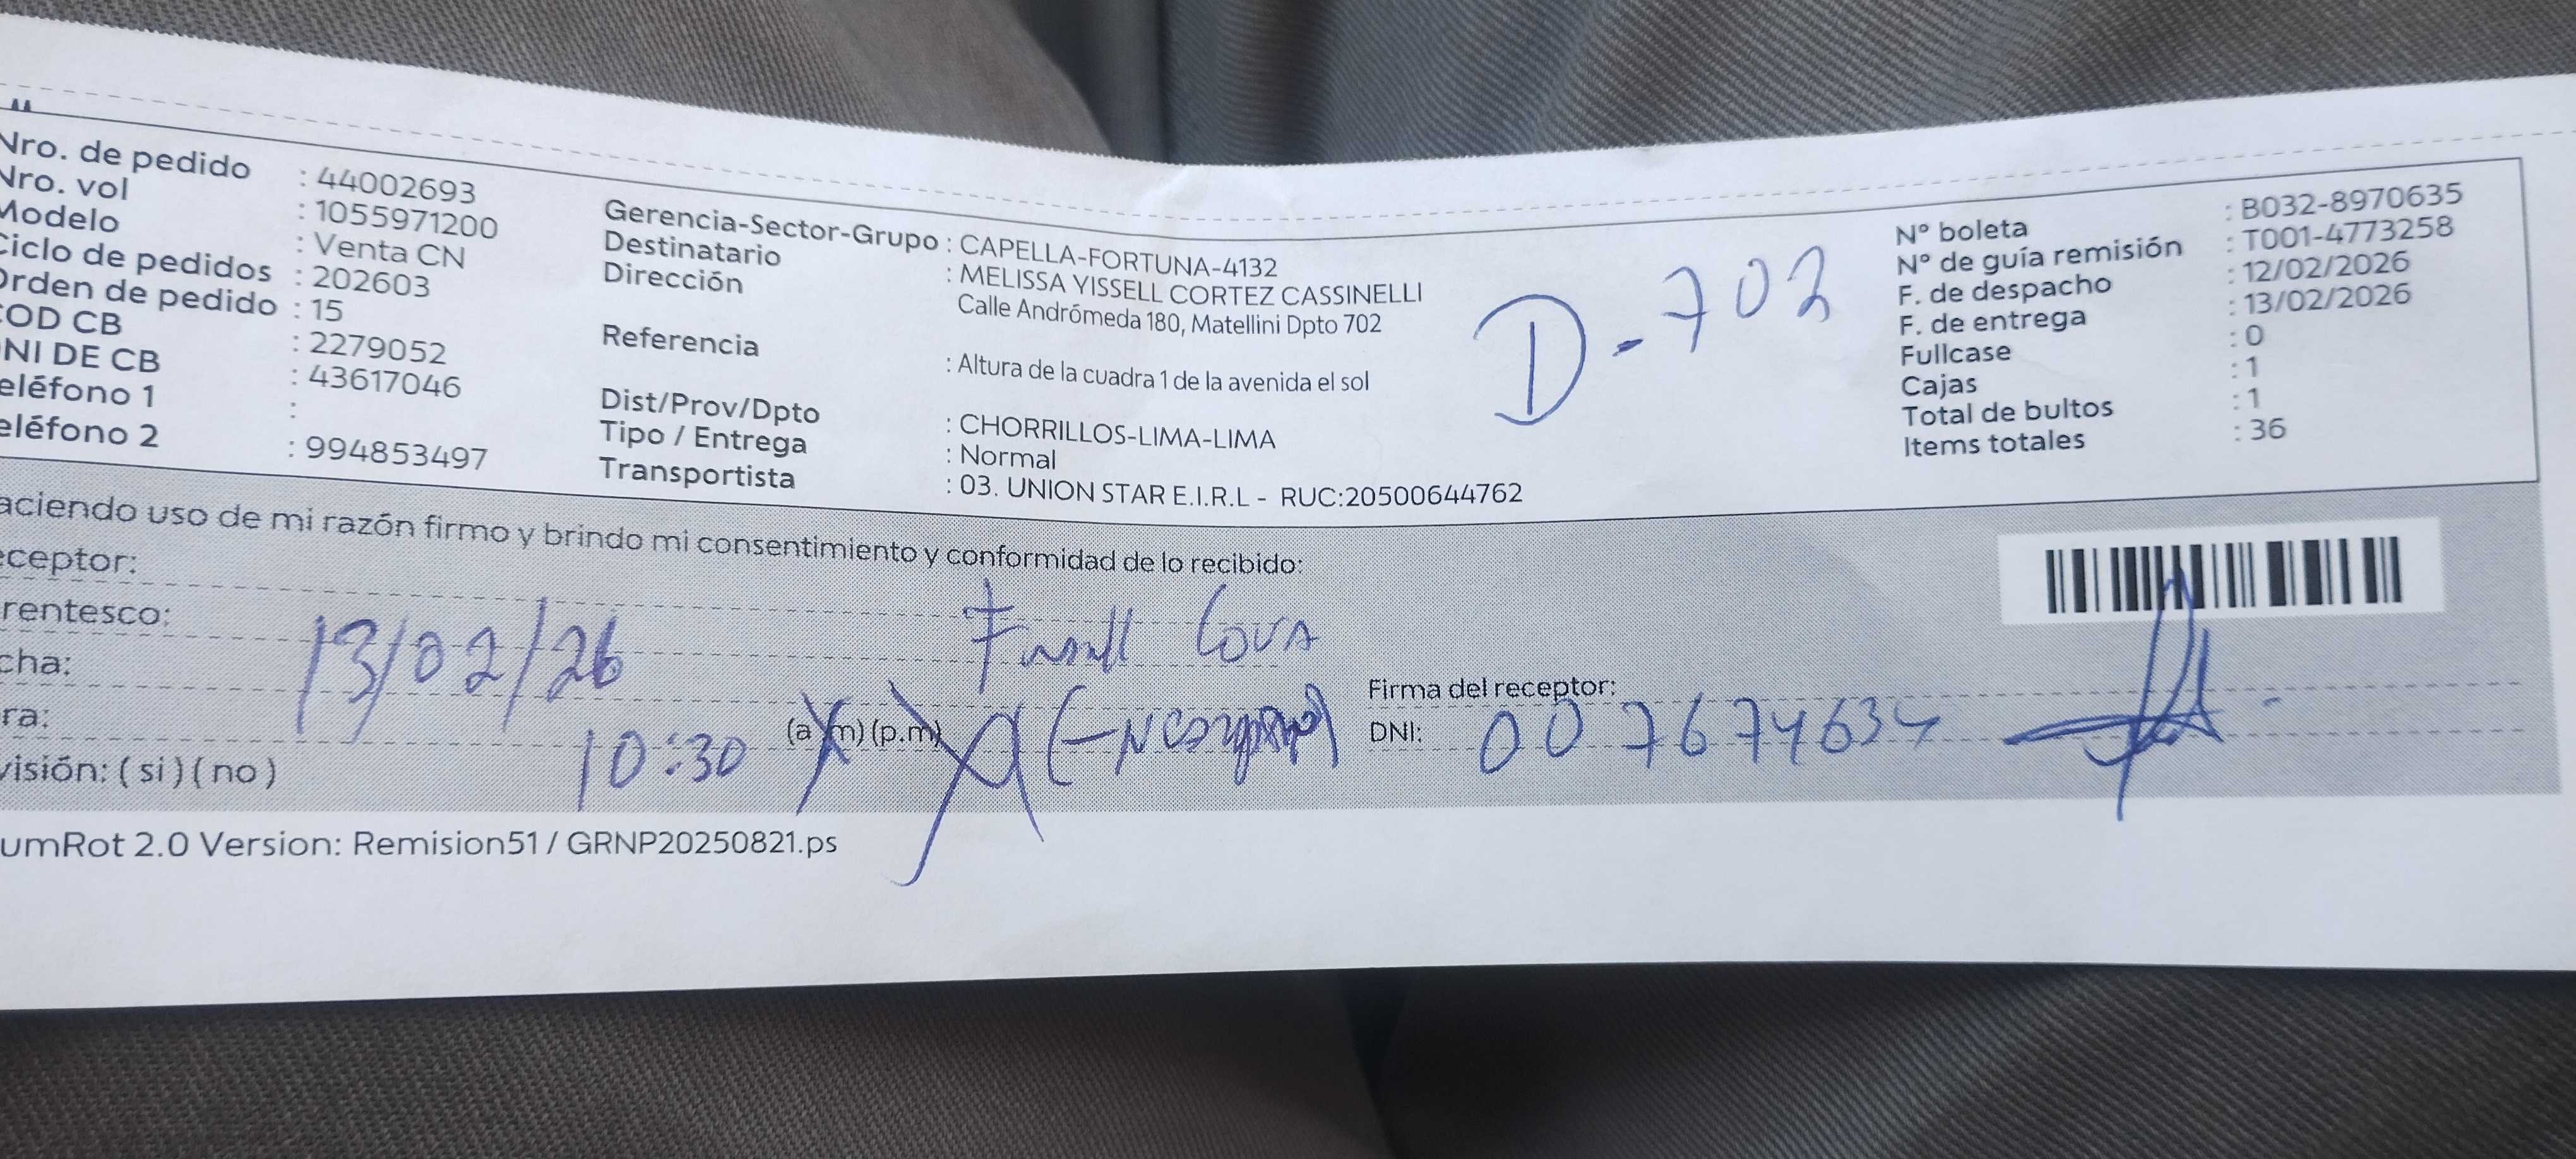 Nro. de pedido : 44002693
Nro. vol : 1055971200
Modelo : Venta CN
Ciclo de pedidos : 202603
Orden de pedido : 15
COD CB : 2279052
DNI DE CB : 43617046
eléfono 1 :
eléfono 2 : 994853497
Gerencia-Sector-Grupo : CAPELLA-FORTUNA-4132
Destinatario : MELISSA YISSELL CORTEZ CASSINELLI
Dirección Calle Andrómeda 180, Matellini Dpto 702
Referencia : Altura de la cuadra 1 de la avenida el sol
Dist/Prov/Dpto : CHORRILLOS-LIMA-LIMA
Tipo / Entrega : Normal
Transportista : 03. UNION STAR E.I.R.L - RUC:20500644762
D-702
N° boleta : B032-8970635
N° de guía remisión : T001-4773258
F. de despacho : 12/02/2026
F. de entrega : 13/02/2026
Fullcase : 0
Cajas : 1
Total de bultos : 1
Items totales : 36
aciendo uso de mi razón firmo y brindo mi consentimiento y conformidad de lo recibido:
eceptor:
rentesco:
cha: 13/02/26
ra: 10:30 (a.m) (p.m)
visión: ( si ) ( no )
Firma del receptor:
DNI: 007674634
umRot 2.0 Version: Remision51 / GRNP20250821.ps